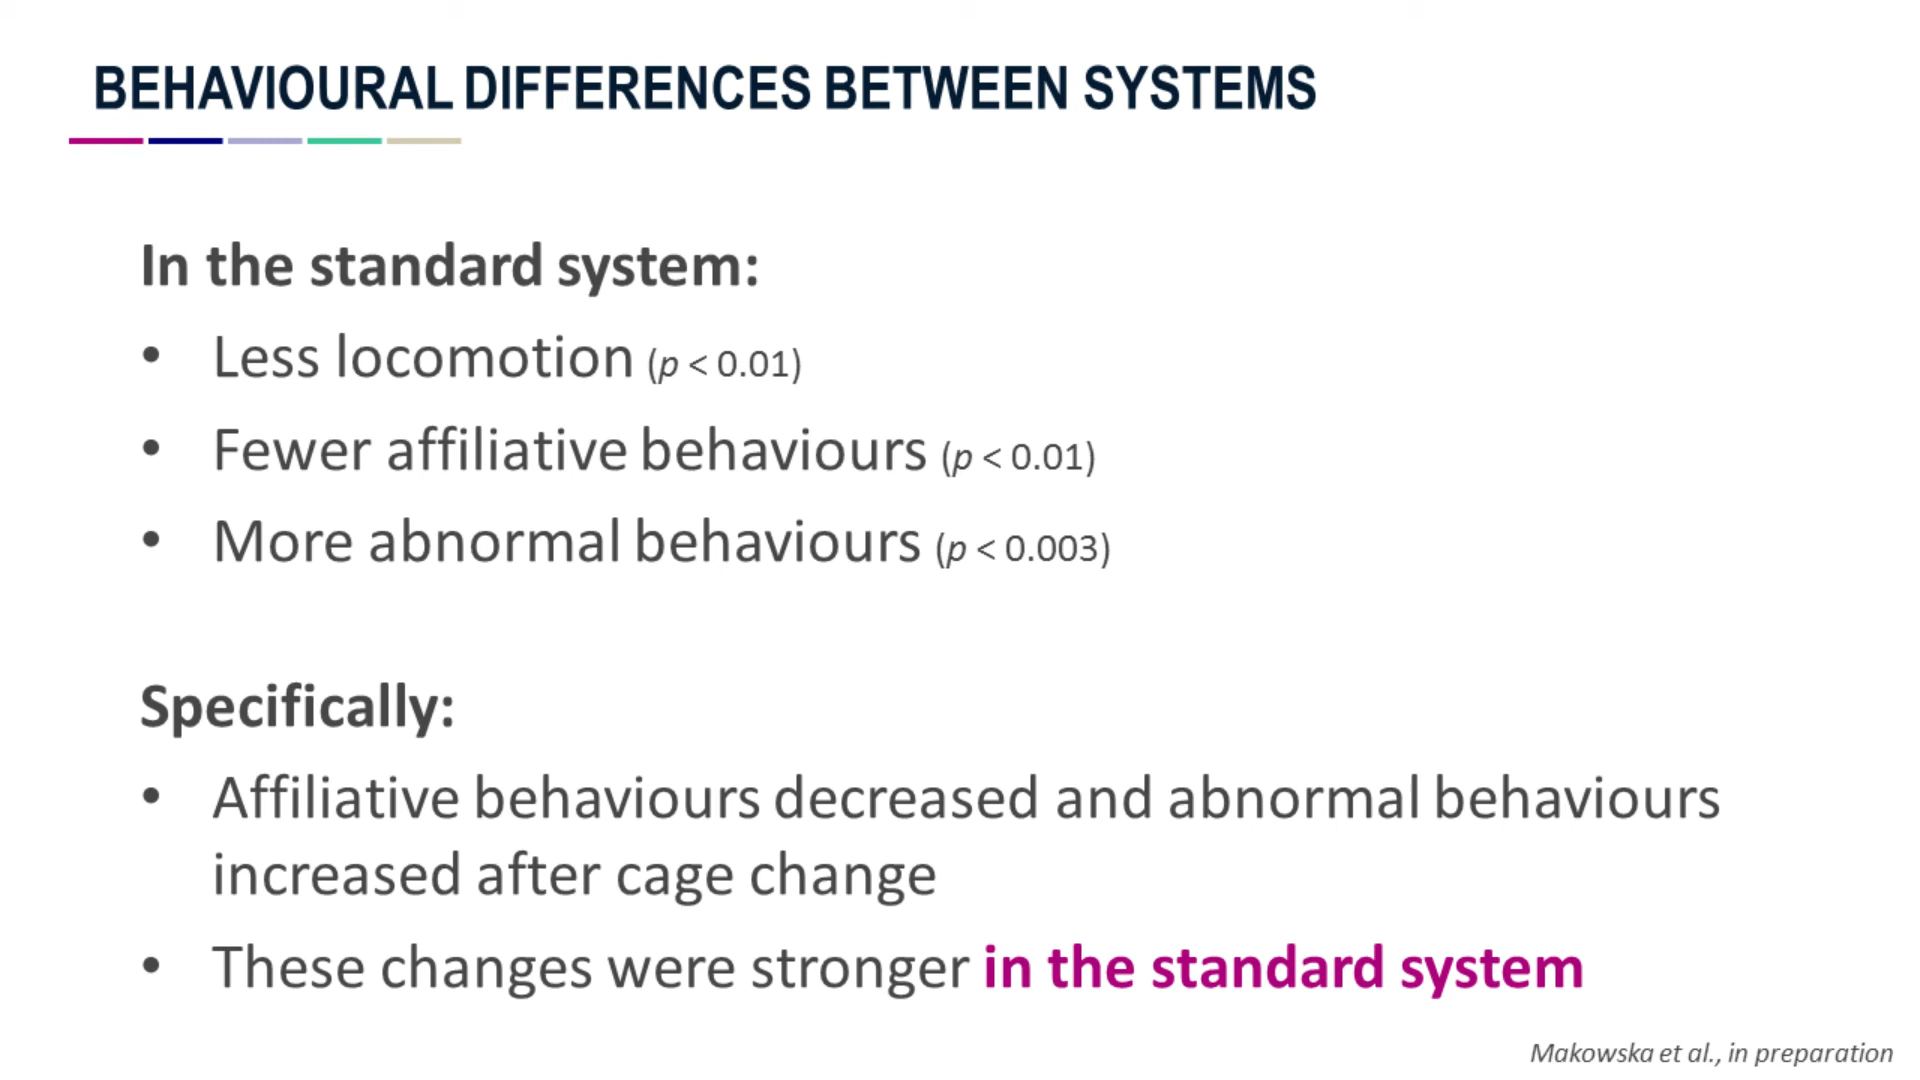 BEHAVIOURAL DIFFERENCES BETWEEN SYSTEMS
In the standard system:
• Less locomotion (p < 0.01)
• Fewer affiliative behaviours (p < 0.01)
• More abnormal behaviours (p < 0.003)
Specifically:
• Affiliative behaviours decreased and abnormal behaviours
increased after cage change
• These changes were stronger in the standard system
Makowska et al., in preparation